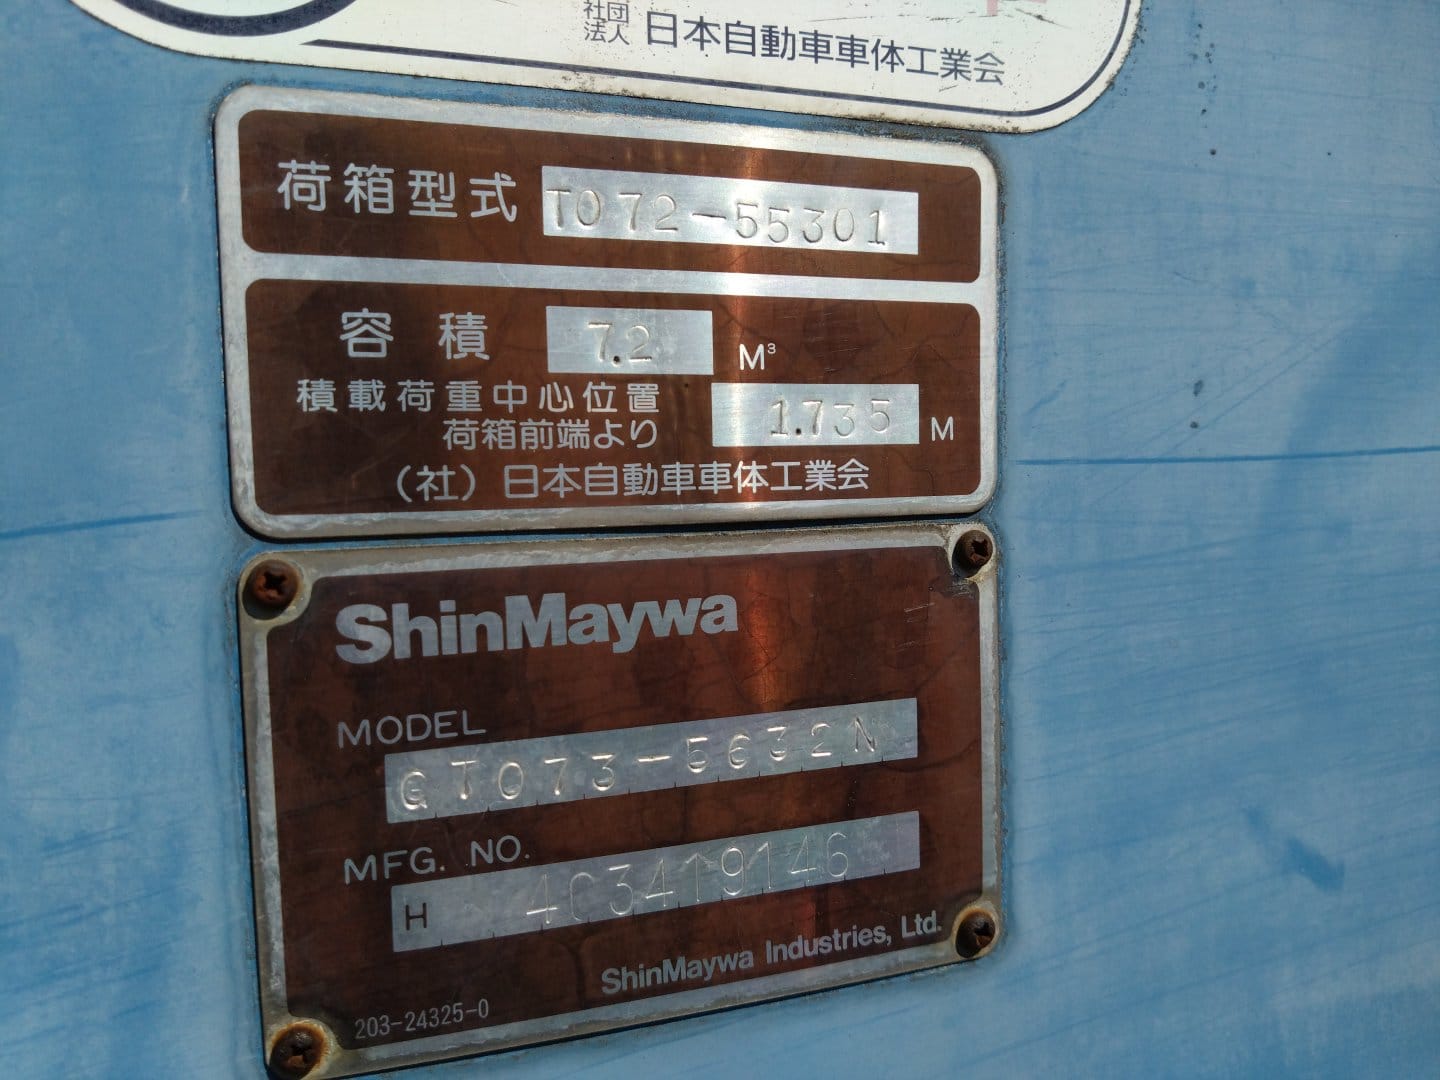 社団
法人 日本自動車車体工業会
荷箱型式 TO72-55301
容積 7.2 M³
積載荷重中心位置
荷箱前端より 1.735 M
（社）日本自動車車体工業会
ShinMaywa
MODEL
GT073-5632N
MFG. NO.
H 4C3419146
ShinMaywa Industries, Ltd.
203-24325-0